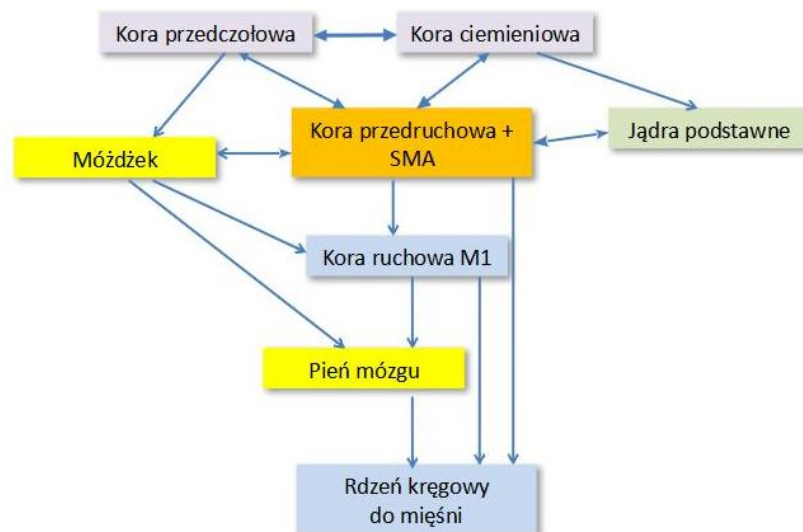 Kora przedczołowa
Kora ciemieniowa
Kora przedruchowa +
SMA
Jądra podstawne
Móżdżek
Kora ruchowa M1
Pień mózgu
Rdzeń kręgowy
do mięśni